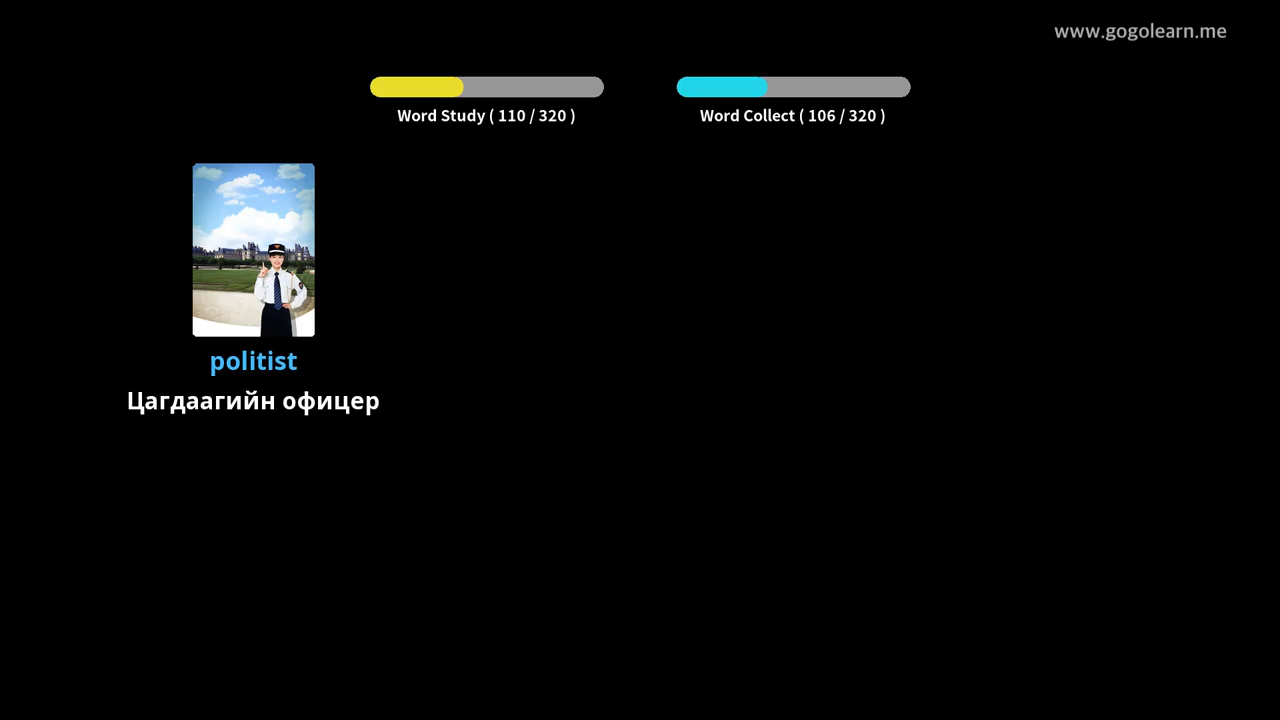 www.gogolearn.me
Word Study ( 110 / 320 )
Word Collect ( 106 / 320 )
politist
Цагдаагийн офицер